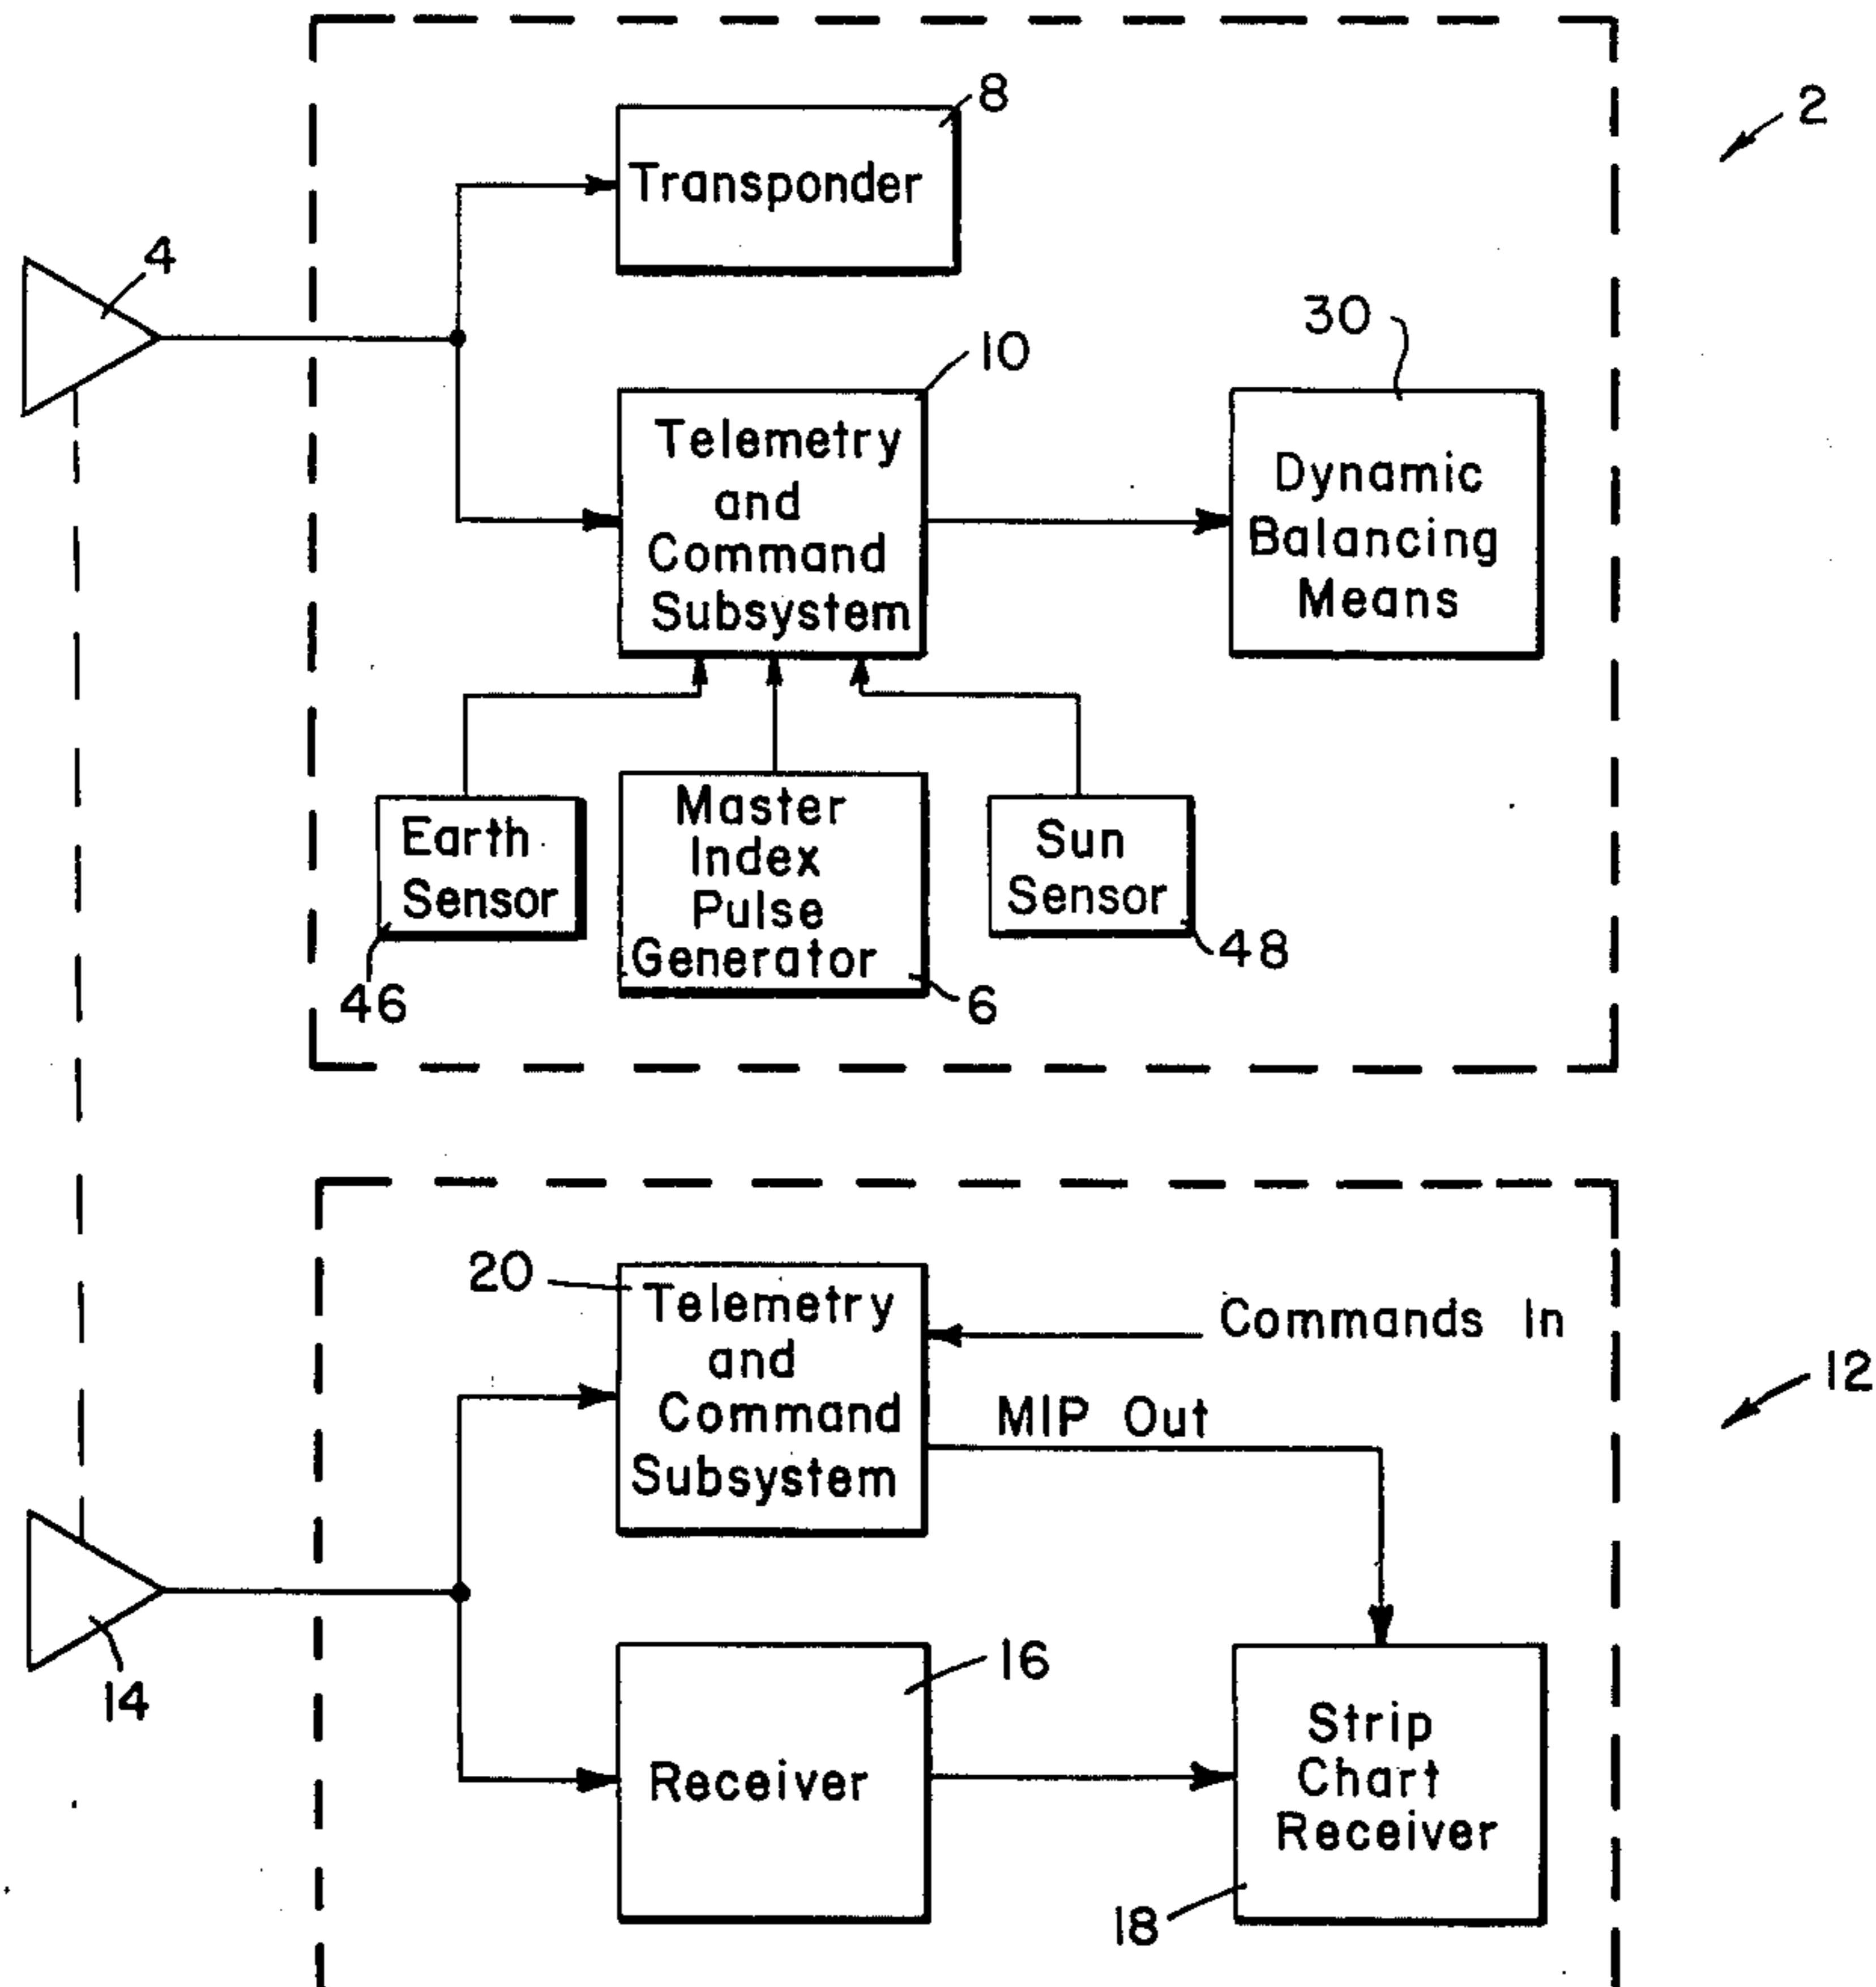 8
Transponder
2
4
10
Telemetry
and
Command
Subsystem
30
Dynamic
Balancing
Means
Earth
Sensor
46
Master
Index
Pulse
Generator
6
Sun
Sensor
48
20
Telemetry
and
Command
Subsystem
Commands In
MIP Out
12
14
16
Receiver
Strip
Chart
Receiver
18